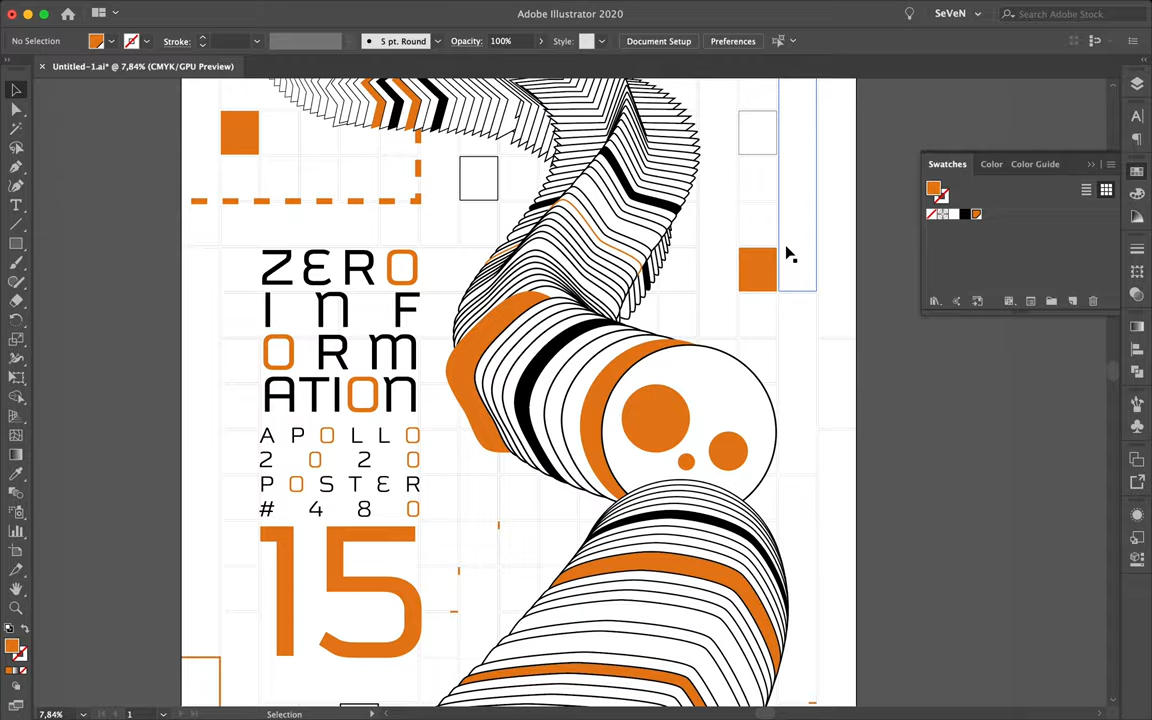 Adobe Illustrator 2020
SeVeN
Search Adobe Stock
No Selection
Stroke:
5 pt. Round
Opacity:
100%
Style:
Document Setup
Preferences
Untitled-1.ai* @ 7,84% (CMYK/GPU Preview)
Swatches
Color
Color Guide
ZERO
INF
ORM
ATION
APOLLO
2020
POSTER
#480
15
7,84%
1
Selection